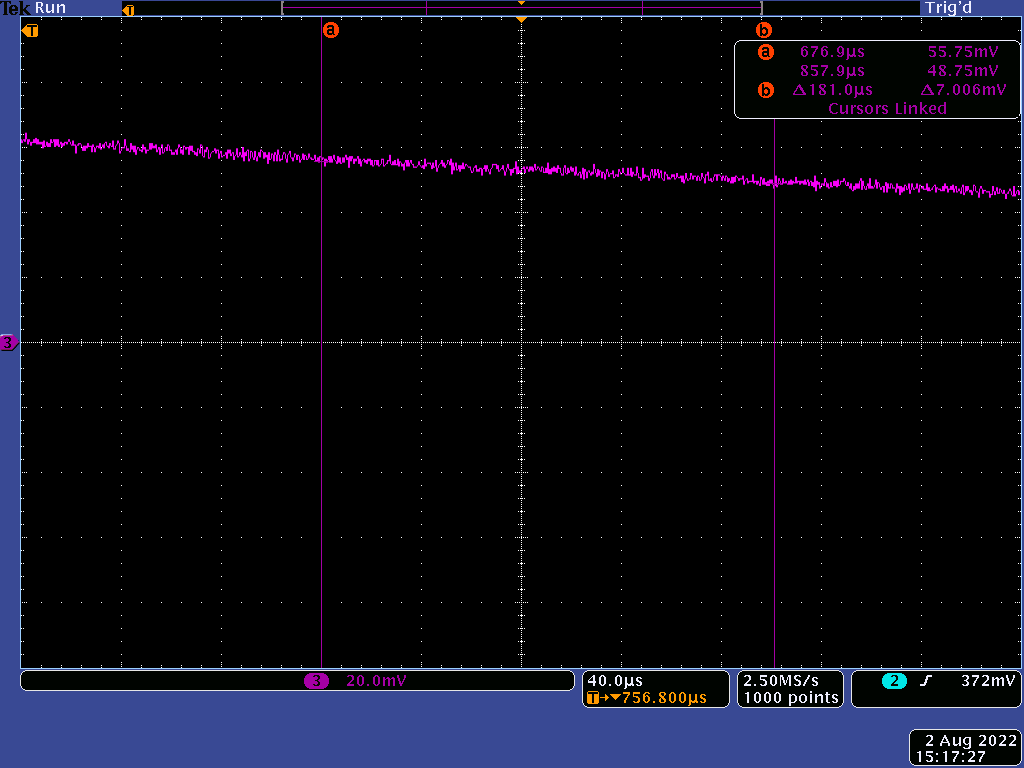 Tek Run Trig'd
T
T a b
a 676.9µs 55.75mV
857.9µs 48.75mV
b Δ181.0µs Δ7.006mV
Cursors Linked
3
3 20.0mV
40.0µs
T→▼756.800µs
2.50MS/s
1000 points
2 372mV
2 Aug 2022
15:17:27